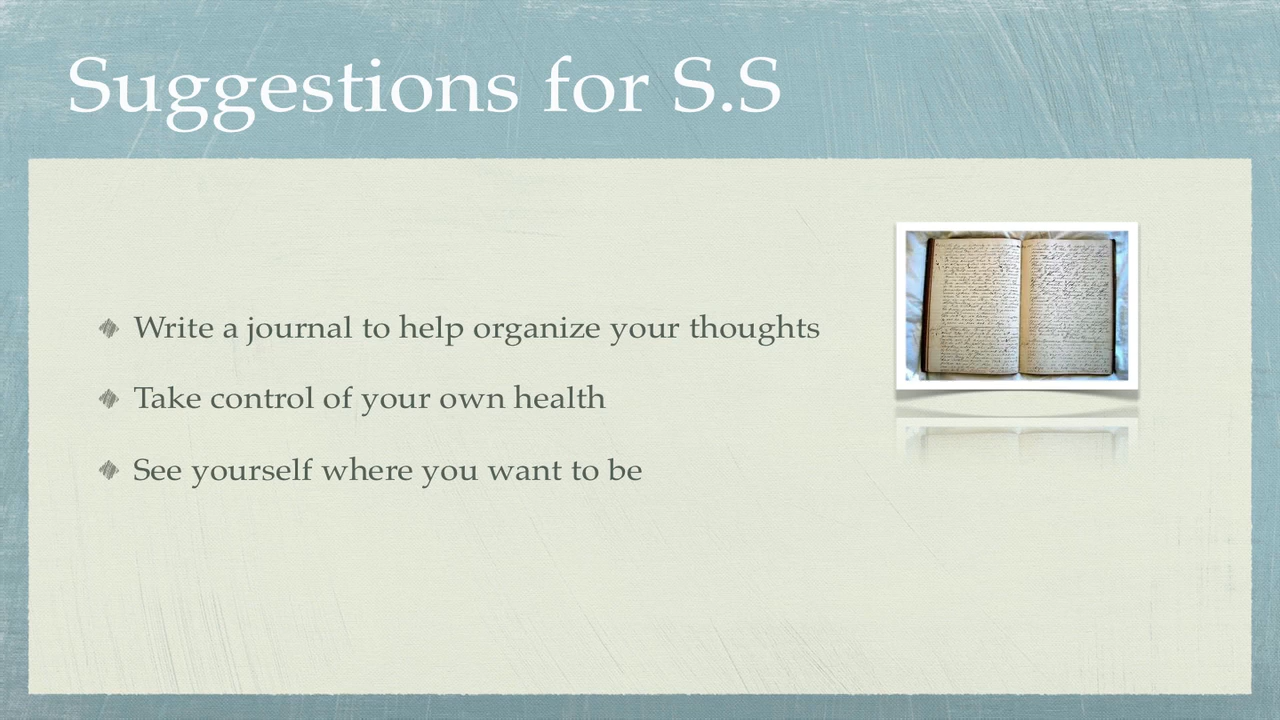 Suggestions for S.S
Write a journal to help organize your thoughts
Take control of your own health
See yourself where you want to be